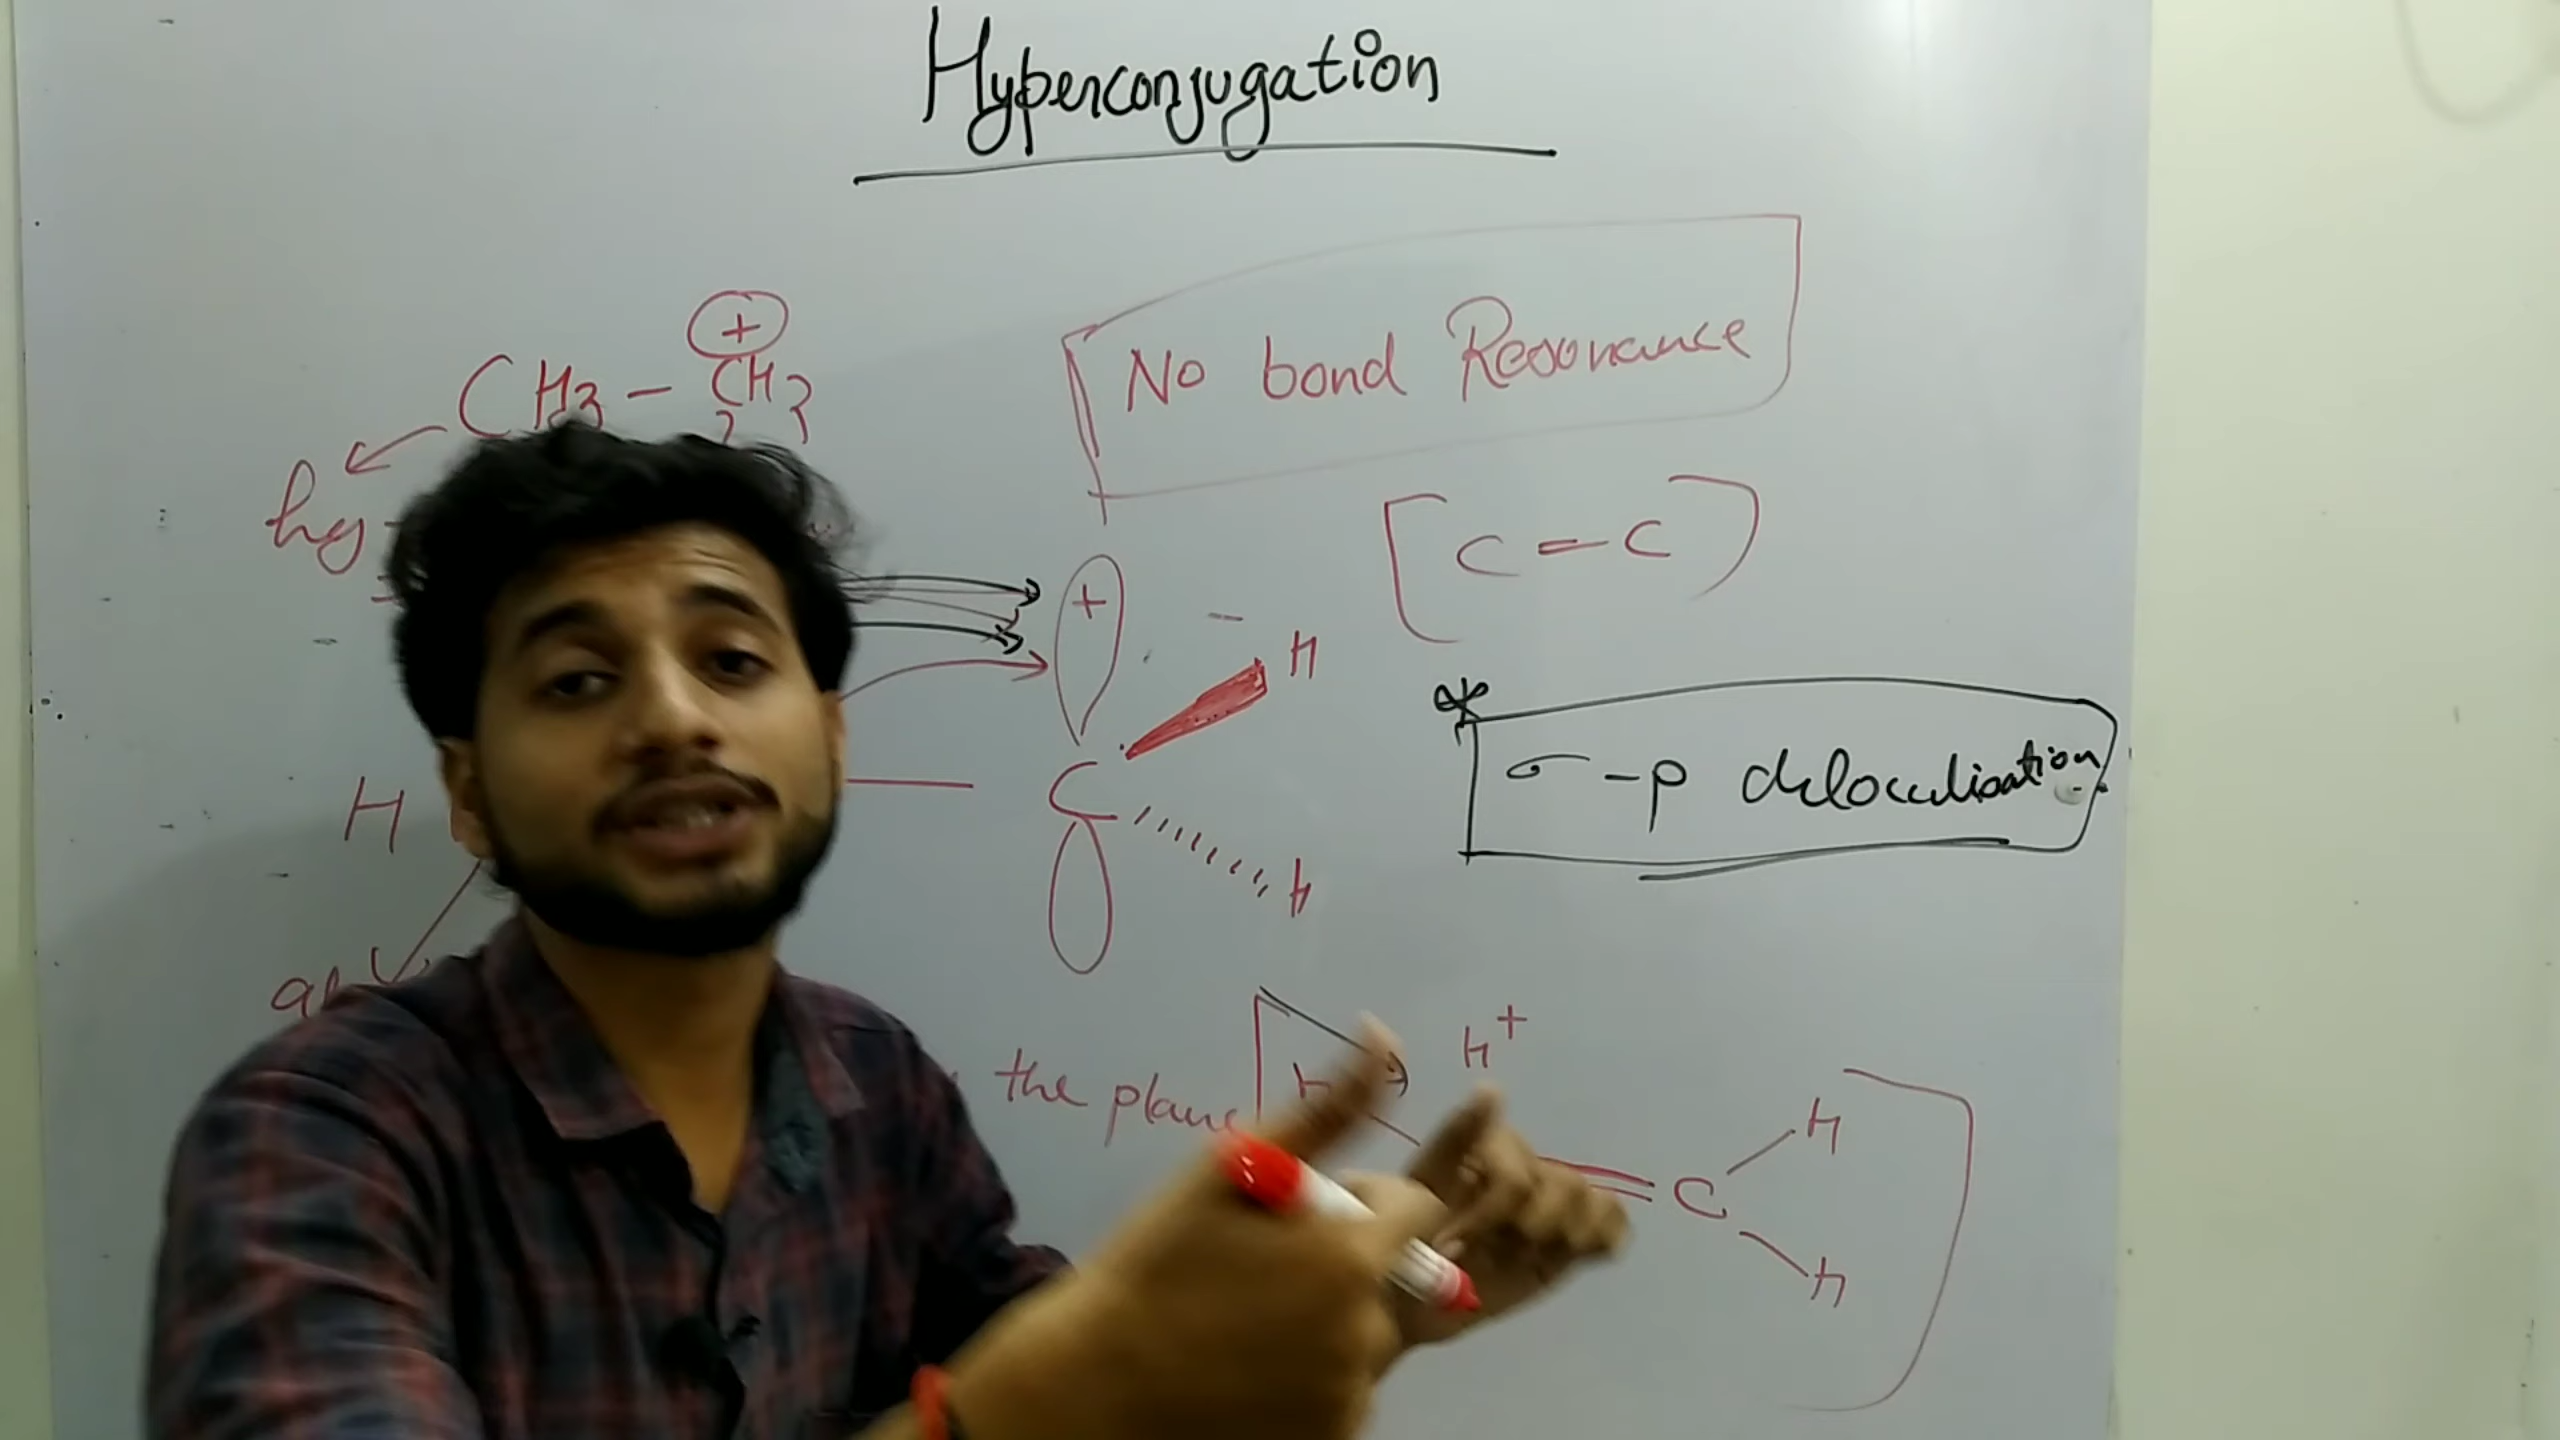 Hyperconjugation
+
CH3 - CH2
No bond Resonance
[C = C]
+
H
H
C
σ - p delocalisation
H
H+
the plane
H
H
C
H